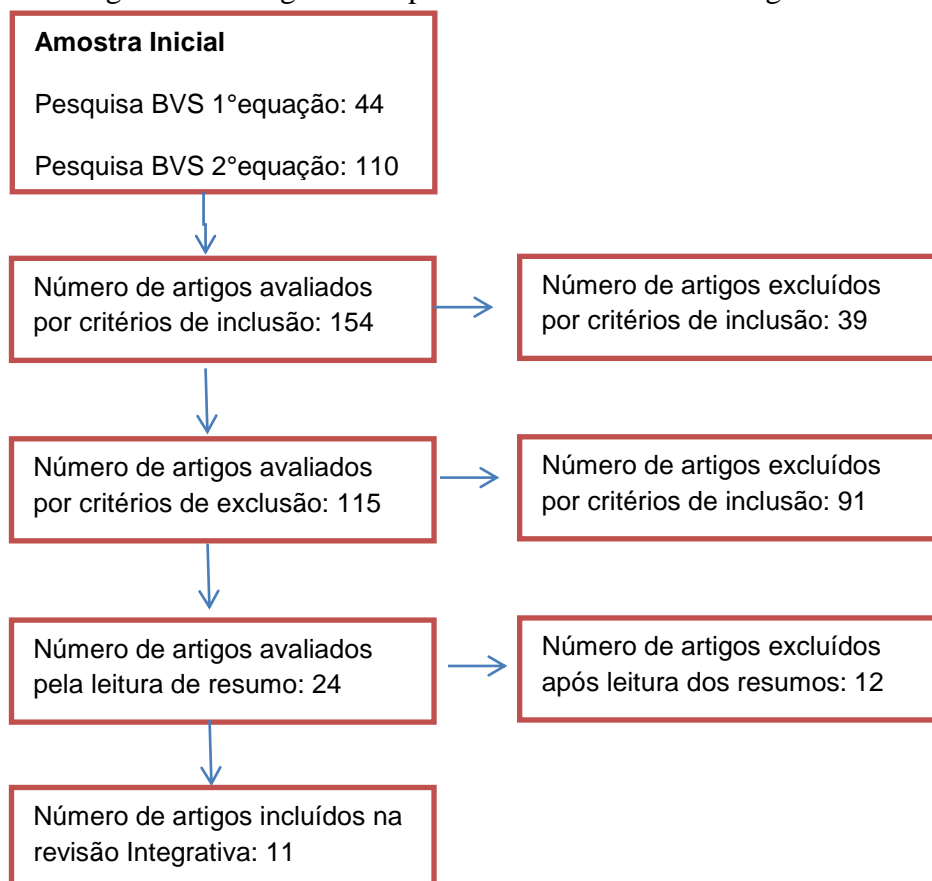 Amostra Inicial
Pesquisa BVS 1°equação: 44
Pesquisa BVS 2°equação: 110
Número de artigos avaliados
por critérios de inclusão: 154
Número de artigos excluídos
por critérios de inclusão: 39
Número de artigos avaliados
por critérios de exclusão: 115
Número de artigos excluídos
por critérios de inclusão: 91
Número de artigos avaliados
pela leitura de resumo: 24
Número de artigos excluídos
após leitura dos resumos: 12
Número de artigos incluídos na
revisão Integrativa: 11